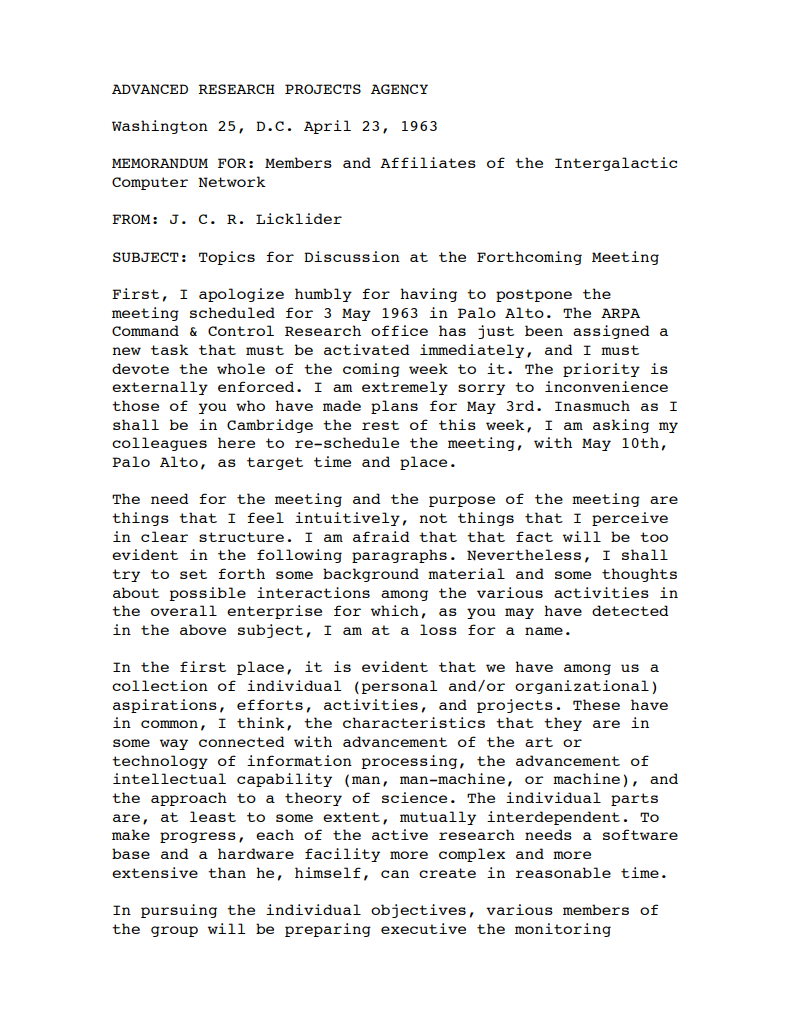 ADVANCED RESEARCH PROJECTS AGENCY
Washington 25, D.C. April 23, 1963
MEMORANDUM FOR: Members and Affiliates of the Intergalactic
Computer Network
FROM: J. C. R. Licklider
SUBJECT: Topics for Discussion at the Forthcoming Meeting
First, I apologize humbly for having to postpone the
meeting scheduled for 3 May 1963 in Palo Alto. The ARPA
Command & Control Research office has just been assigned a
new task that must be activated immediately, and I must
devote the whole of the coming week to it. The priority is
externally enforced. I am extremely sorry to inconvenience
those of you who have made plans for May 3rd. Inasmuch as I
shall be in Cambridge the rest of this week, I am asking my
colleagues here to re-schedule the meeting, with May 10th,
Palo Alto, as target time and place.
The need for the meeting and the purpose of the meeting are
things that I feel intuitively, not things that I perceive
in clear structure. I am afraid that that fact will be too
evident in the following paragraphs. Nevertheless, I shall
try to set forth some background material and some thoughts
about possible interactions among the various activities in
the overall enterprise for which, as you may have detected
in the above subject, I am at a loss for a name.
In the first place, it is evident that we have among us a
collection of individual (personal and/or organizational)
aspirations, efforts, activities, and projects. These have
in common, I think, the characteristics that they are in
some way connected with advancement of the art or
technology of information processing, the advancement of
intellectual capability (man, man-machine, or machine), and
the approach to a theory of science. The individual parts
are, at least to some extent, mutually interdependent. To
make progress, each of the active research needs a software
base and a hardware facility more complex and more
extensive than he, himself, can create in reasonable time.
In pursuing the individual objectives, various members of
the group will be preparing executive the monitoring